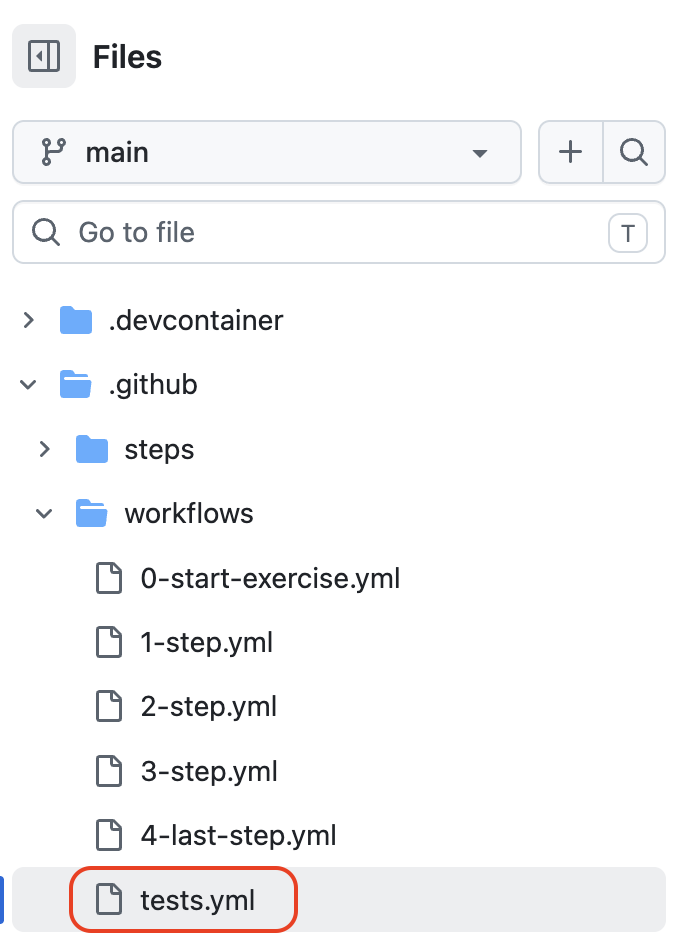 Files
main
Go to file
T
.devcontainer
.github
steps
workflows
0-start-exercise.yml
1-step.yml
2-step.yml
3-step.yml
4-last-step.yml
tests.yml